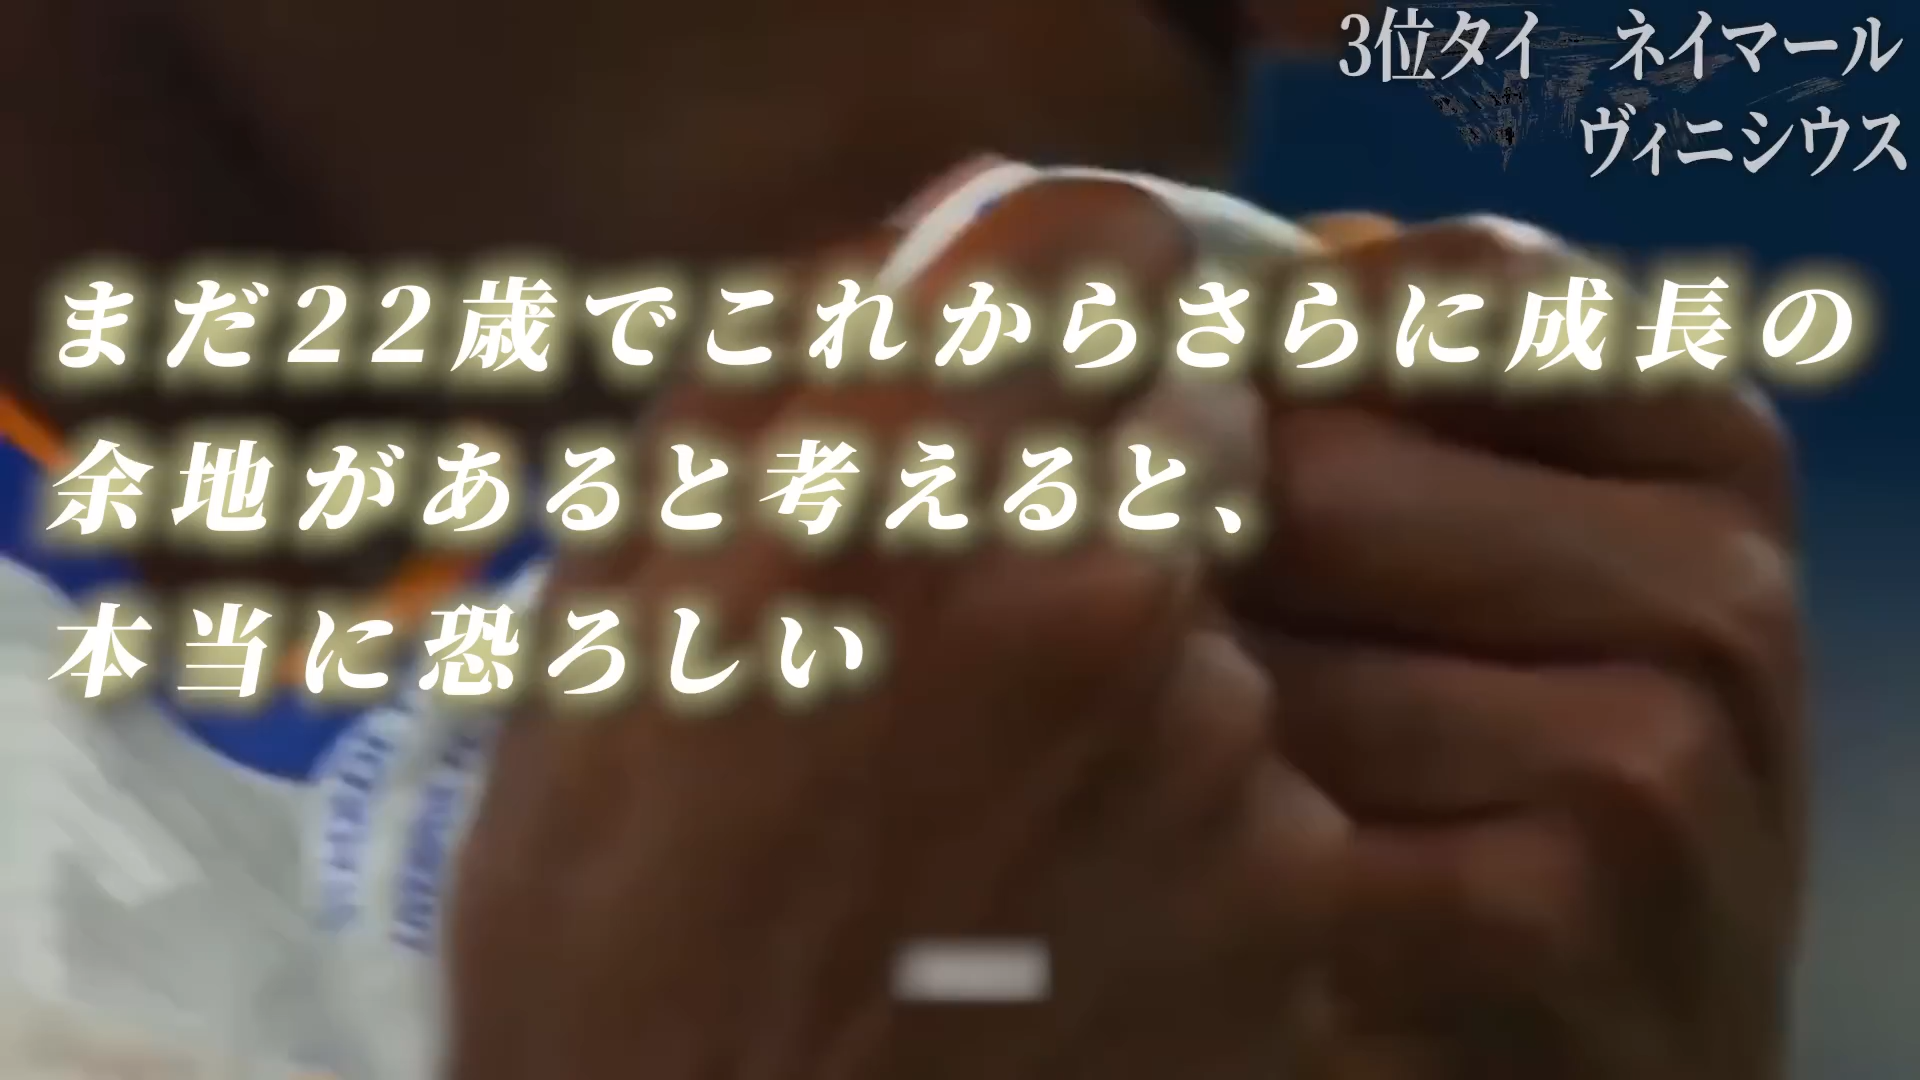 3位タイ　ネイマール
ヴィニシウス
まだ22歳でこれからさらに成長の
余地があると考えると、
本当に恐ろしい